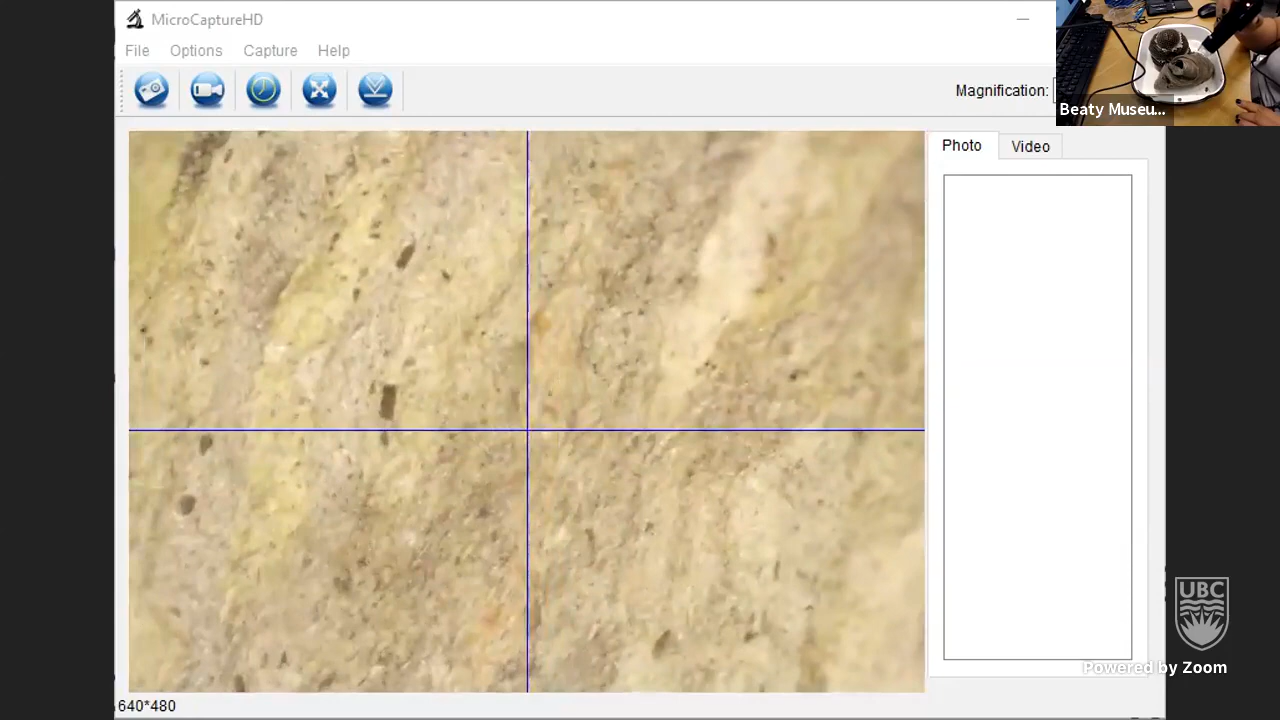 MicroCaptureHD
File Options Capture Help
Magnification:
Beaty Museu...
Photo Video
UBC
Powered by Zoom
640*480